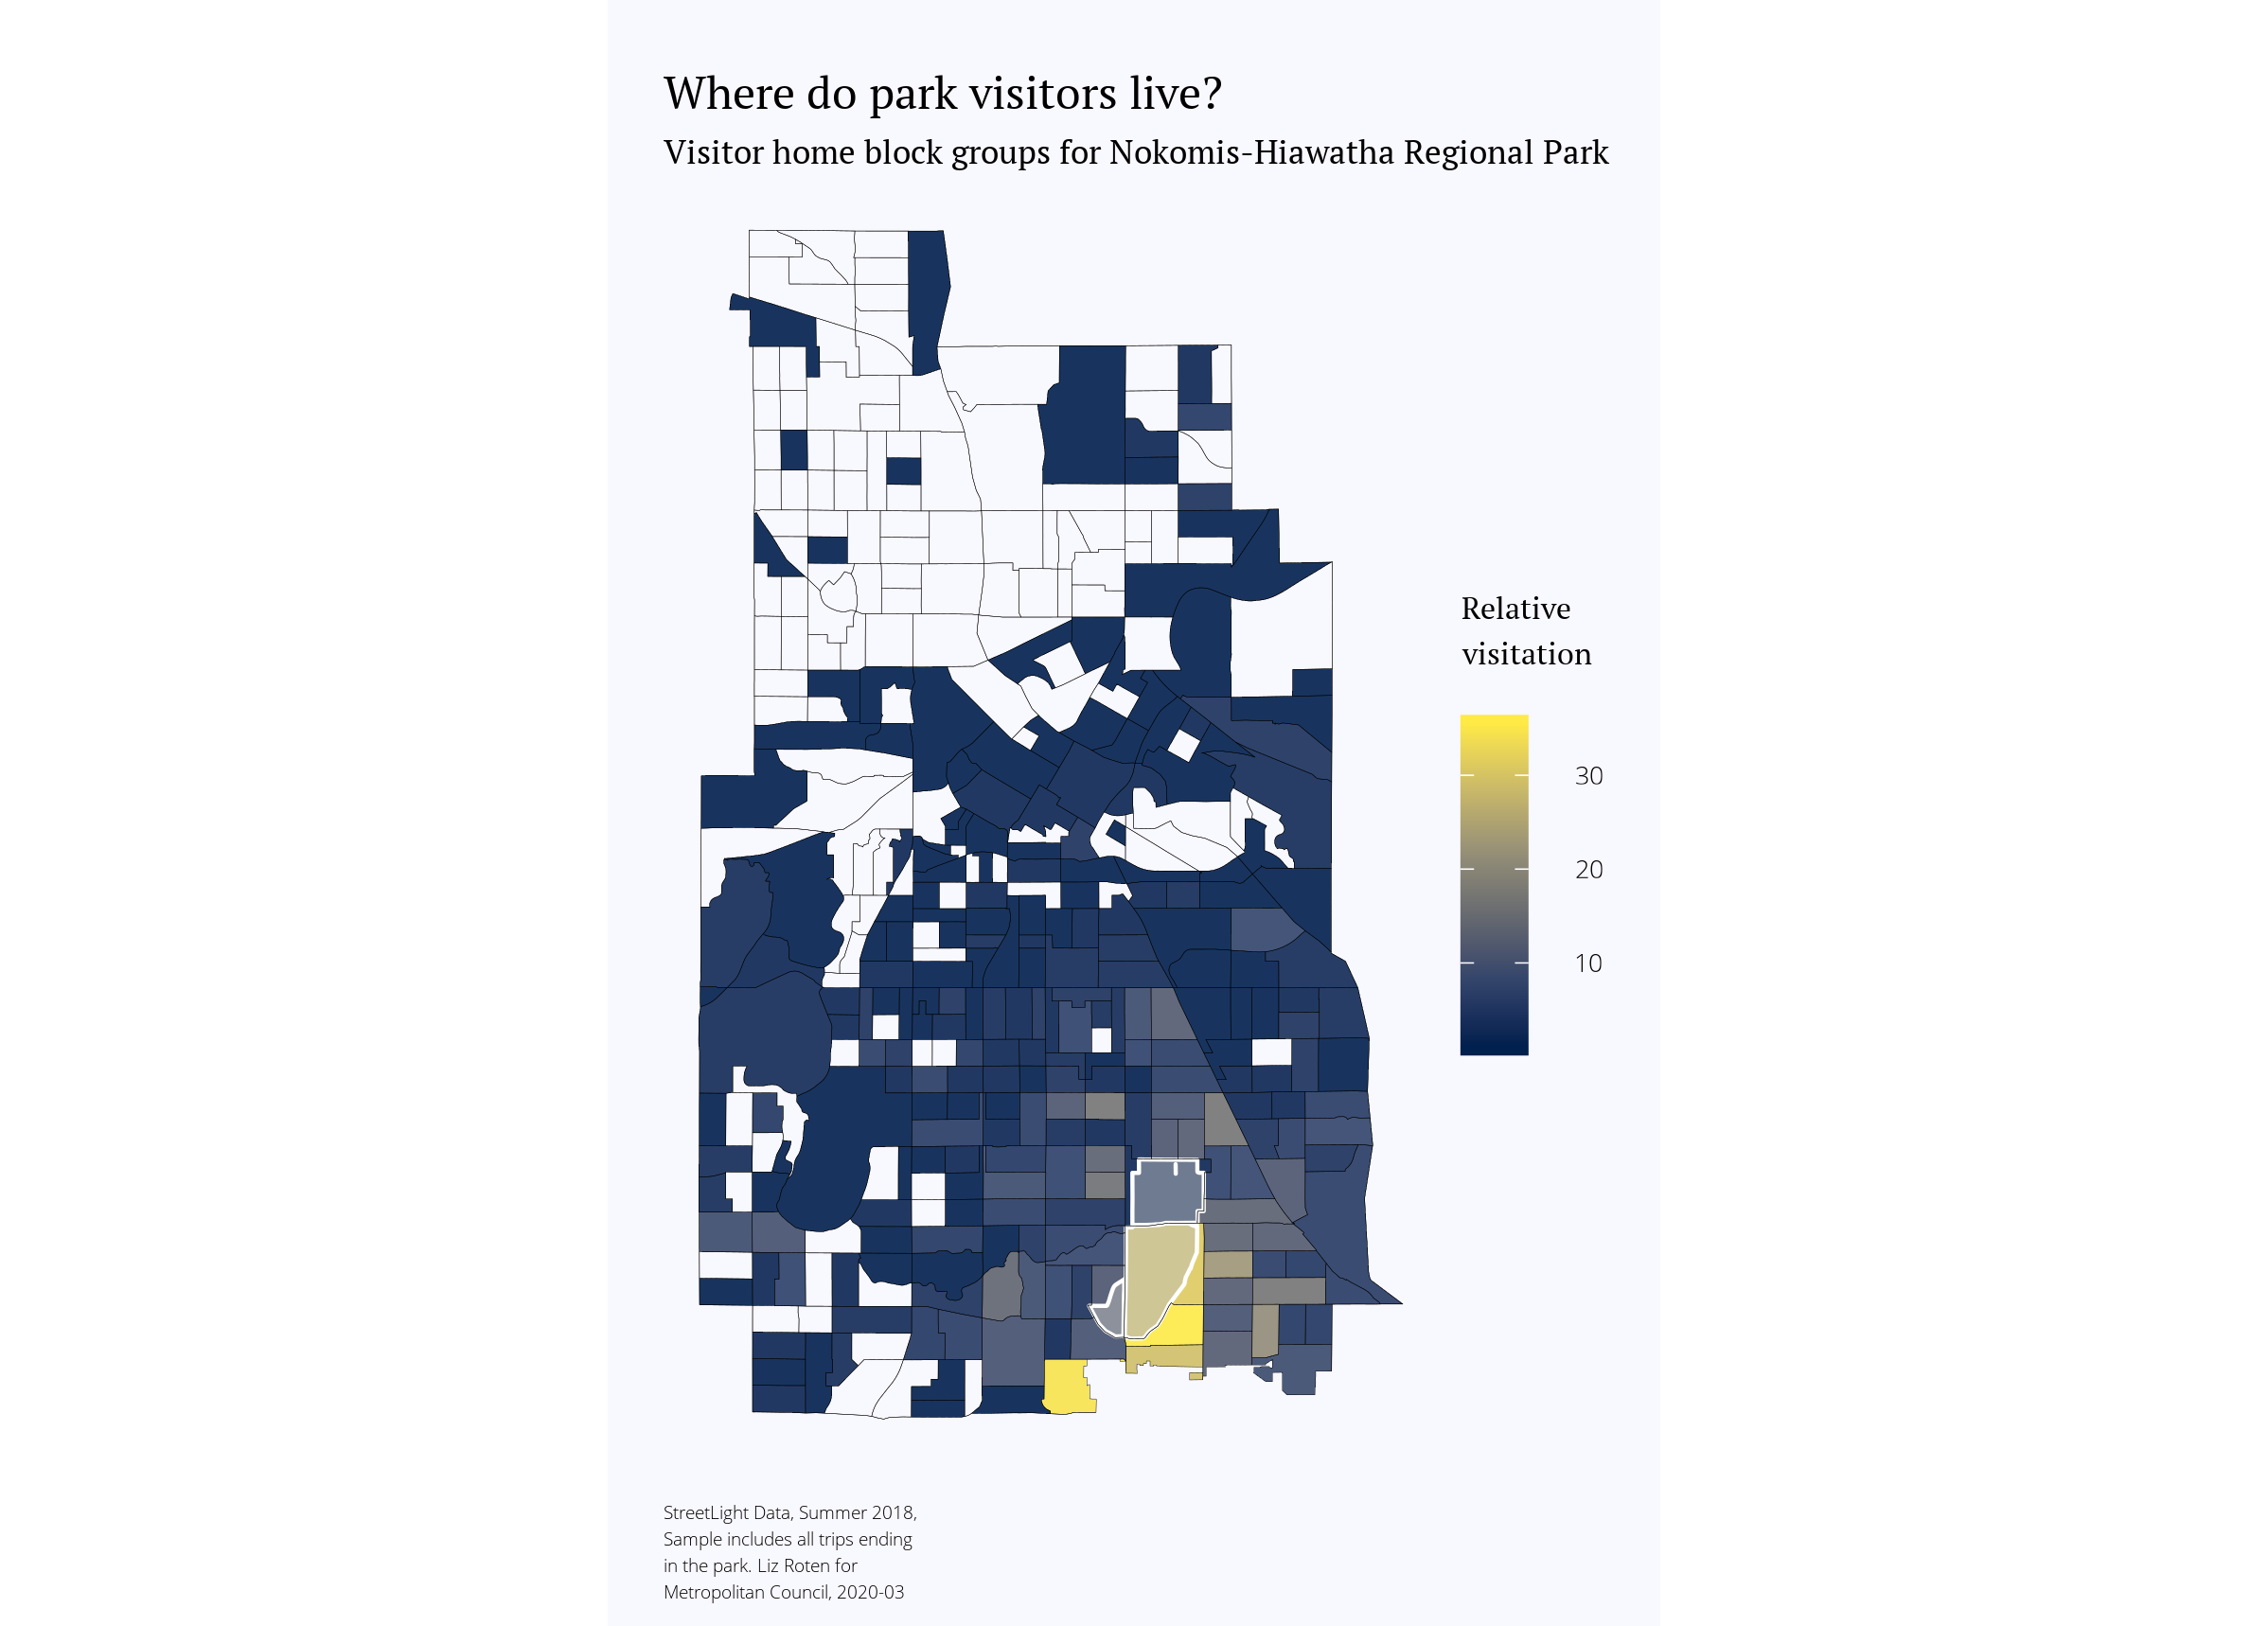 Where do park visitors live?
Visitor home block groups for Nokomis-Hiawatha Regional Park
Relative
visitation
30
20
10
StreetLight Data, Summer 2018,
Sample includes all trips ending
in the park. Liz Roten for
Metropolitan Council, 2020-03